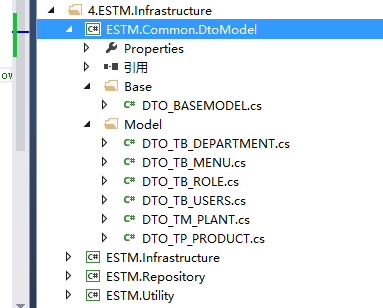 4.ESTM.Infrastructure
C# ESTM.Common.DtoModel
Properties
引用
Base
C# DTO_BASEMODEL.cs
Model
C# DTO_TB_DEPARTMENT.cs
C# DTO_TB_MENU.cs
C# DTO_TB_ROLE.cs
C# DTO_TB_USERS.cs
C# DTO_TM_PLANT.cs
C# DTO_TP_PRODUCT.cs
C# ESTM.Infrastructure
C# ESTM.Repository
C# ESTM.Utility